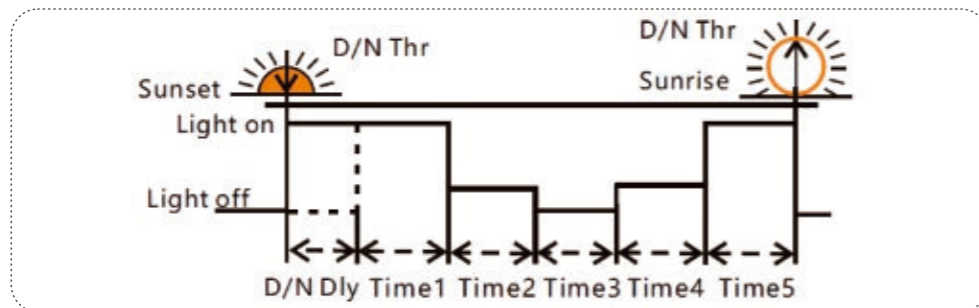 D/N Thr
D/N Thr
Sunset
Sunrise
Light on
Light off
D/N Dly Time1 Time2 Time3 Time4 Time5